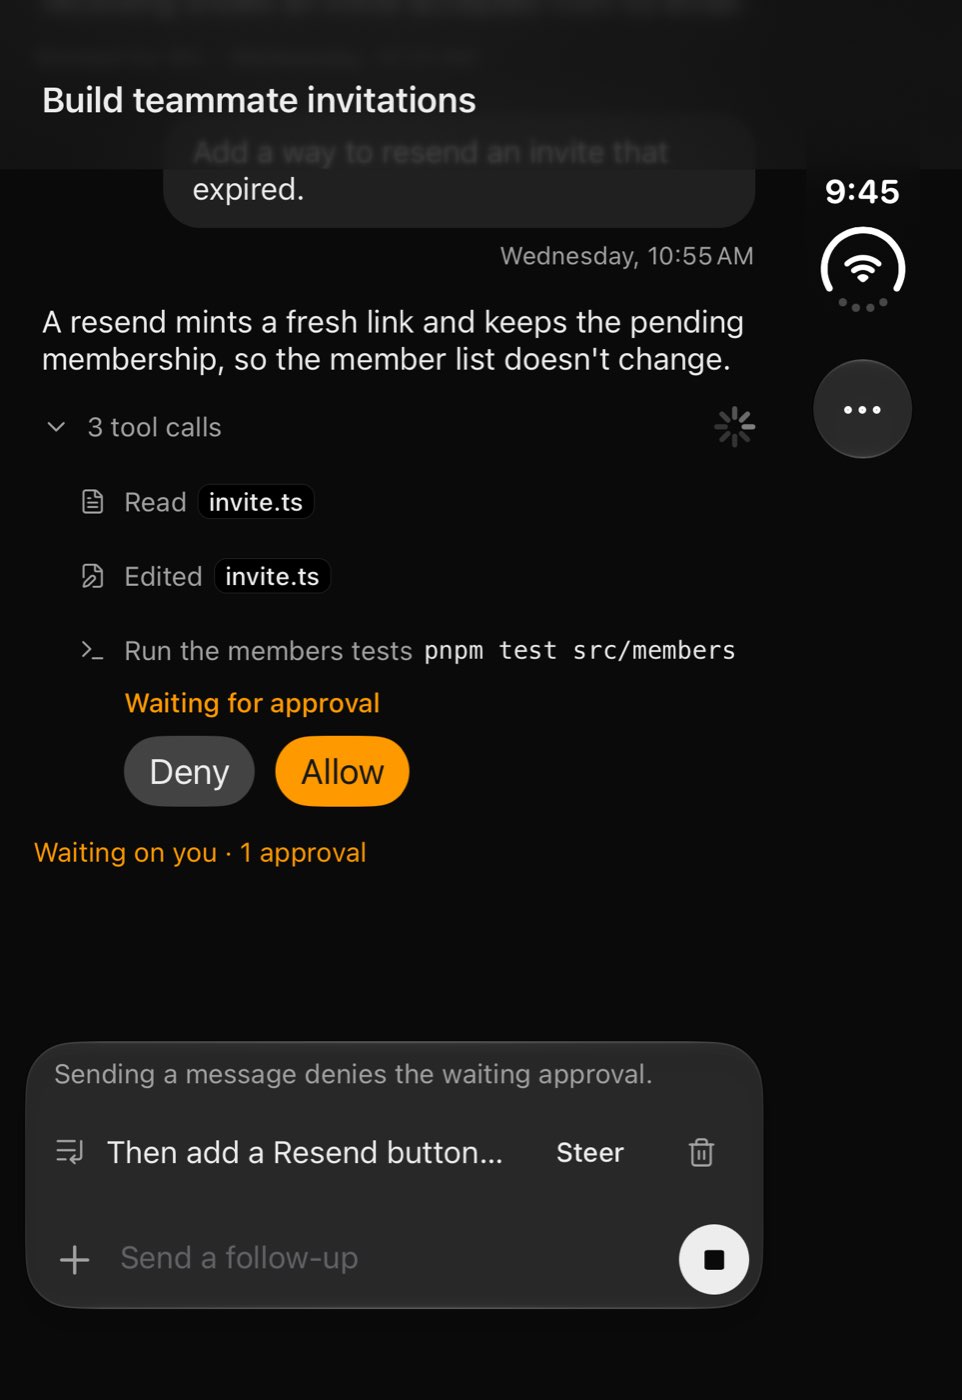 Build teammate invitations
Add a way to resend an invite that
expired.
9:45
Wednesday, 10:55 AM
A resend mints a fresh link and keeps the pending
membership, so the member list doesn't change.
3 tool calls
Read invite.ts
Edited invite.ts
Run the members tests pnpm test src/members
Waiting for approval
Deny Allow
Waiting on you · 1 approval
Sending a message denies the waiting approval.
Then add a Resend button... Steer
Send a follow-up